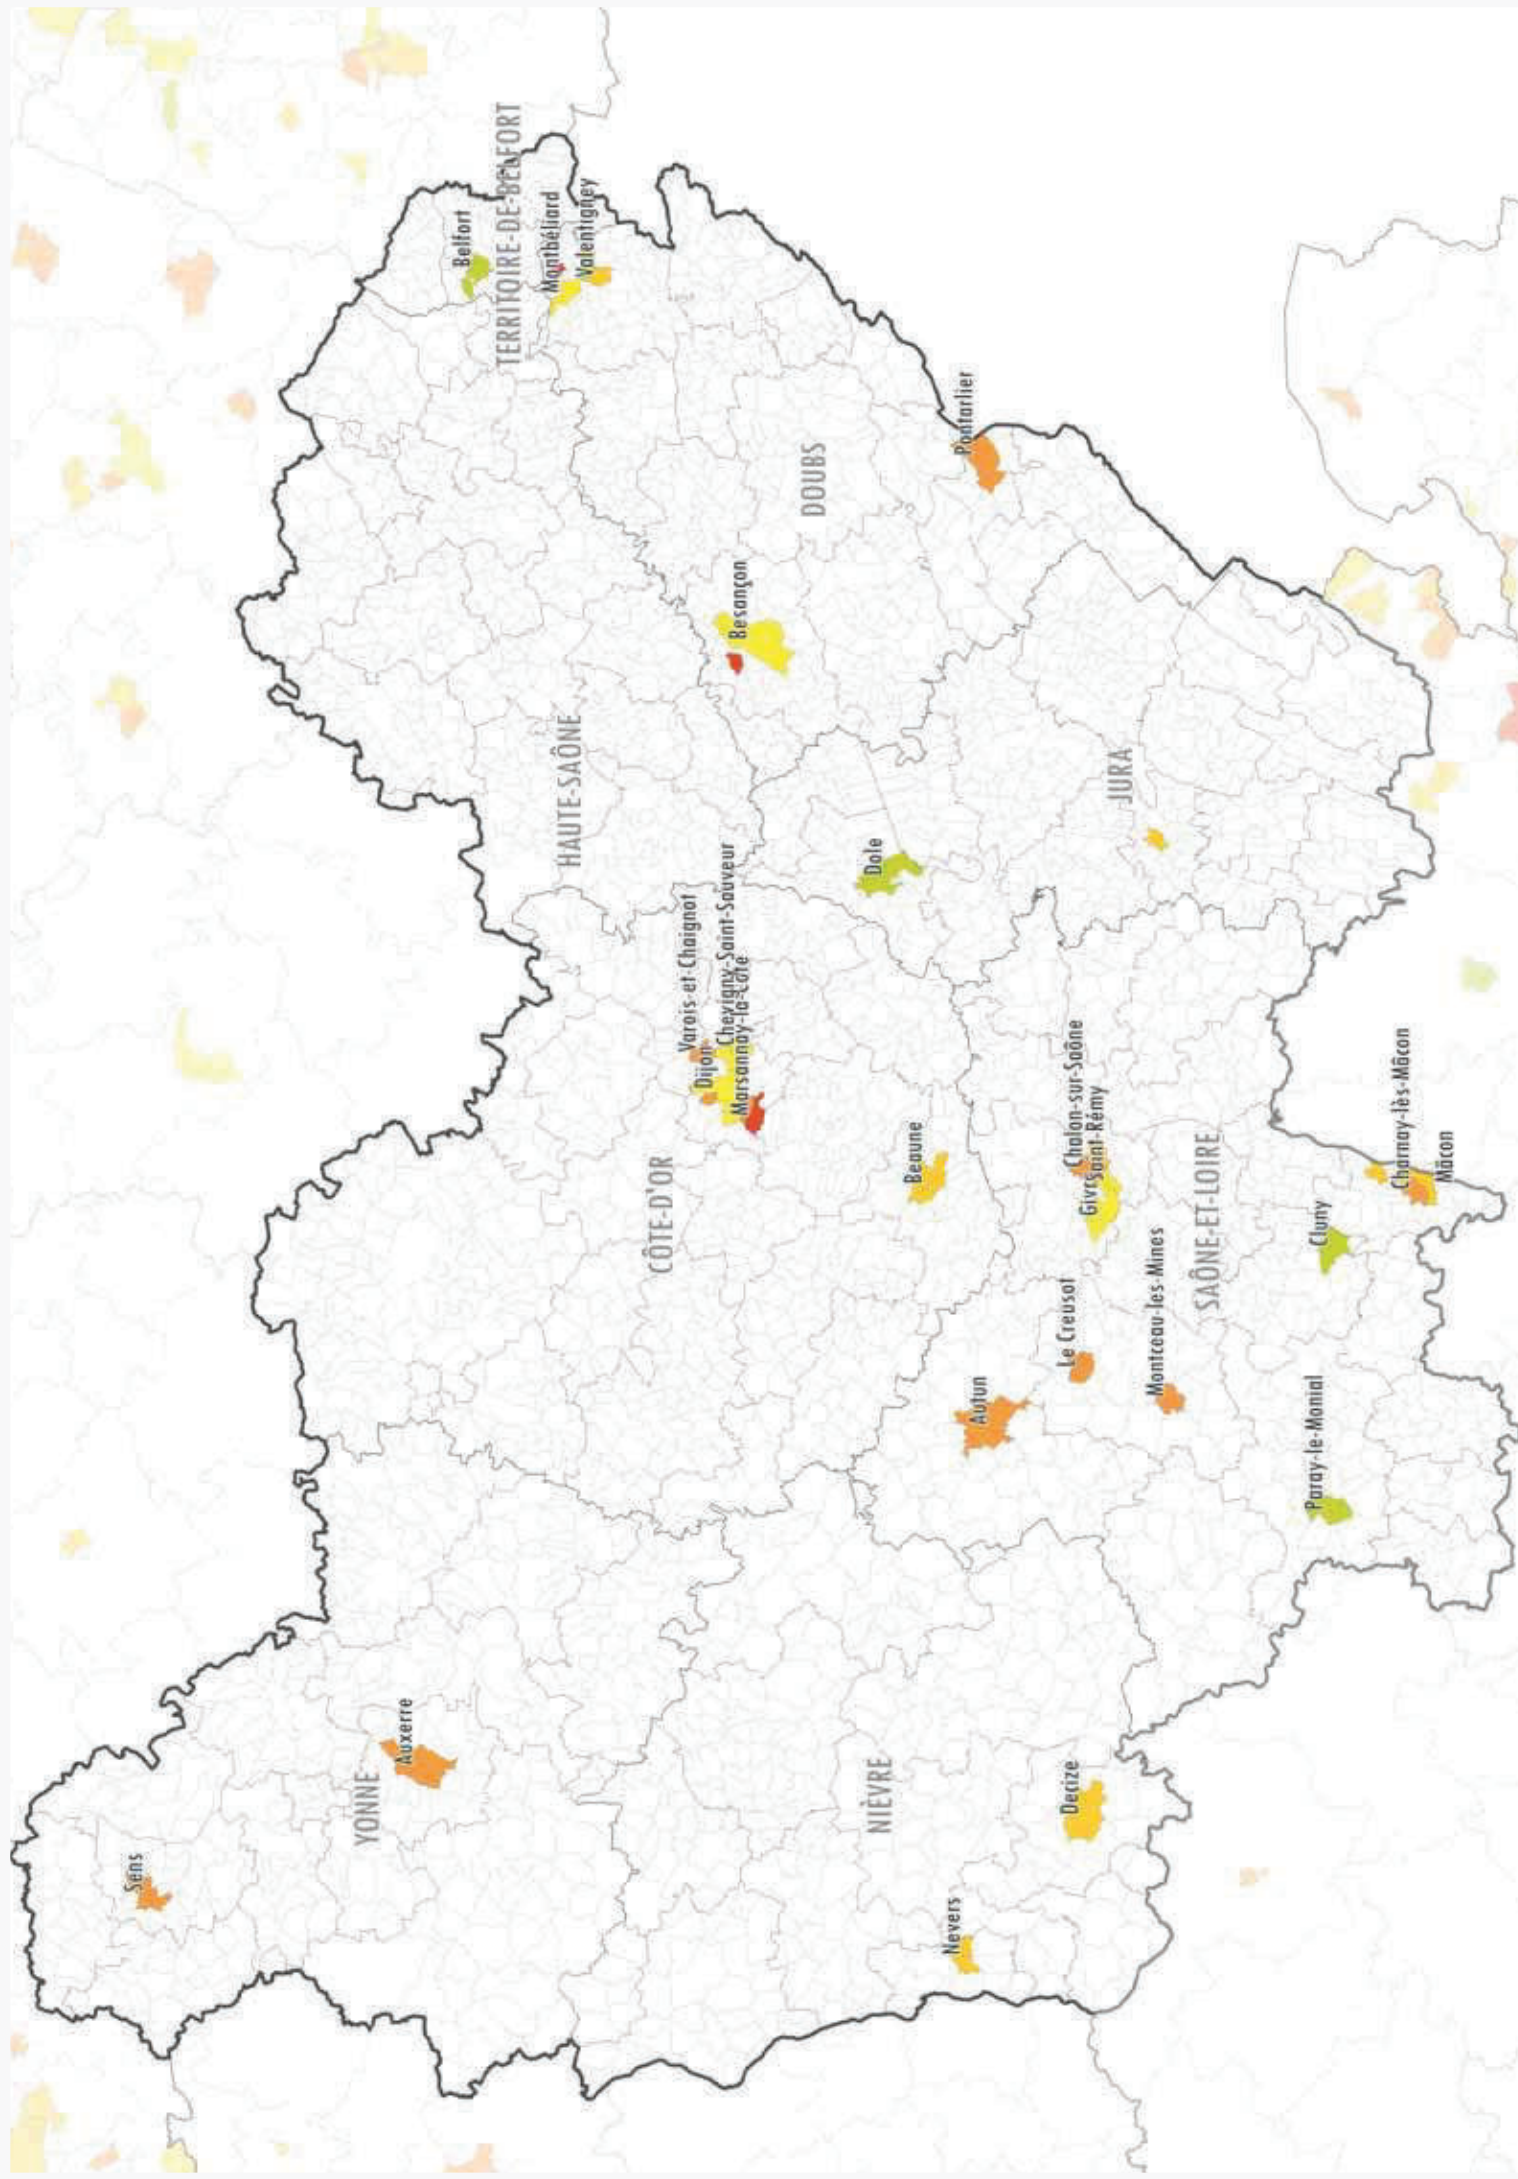 Sens
YONNE
Auxerre
Belfort
TERRITOIRE-DE-BELFORT
Montbéliard
Valentigney
HAUTE-SAÔNE
CÔTE-D'OR
Varois-et-Chaignot
Dijon
Chevigny-Saint-Sauveur
Marsannay-la-Côte
Besançon
DOUBS
NIÈVRE
Dole
Beaune
Nevers
Pontarlier
Autun
Decize
Le Creusot
Chalon-sur-Saône
Givry
Saint-Rémy
JURA
Montceau-les-Mines
SAÔNE-ET-LOIRE
Paray-le-Monial
Cluny
Charnay-lès-Mâcon
Mâcon